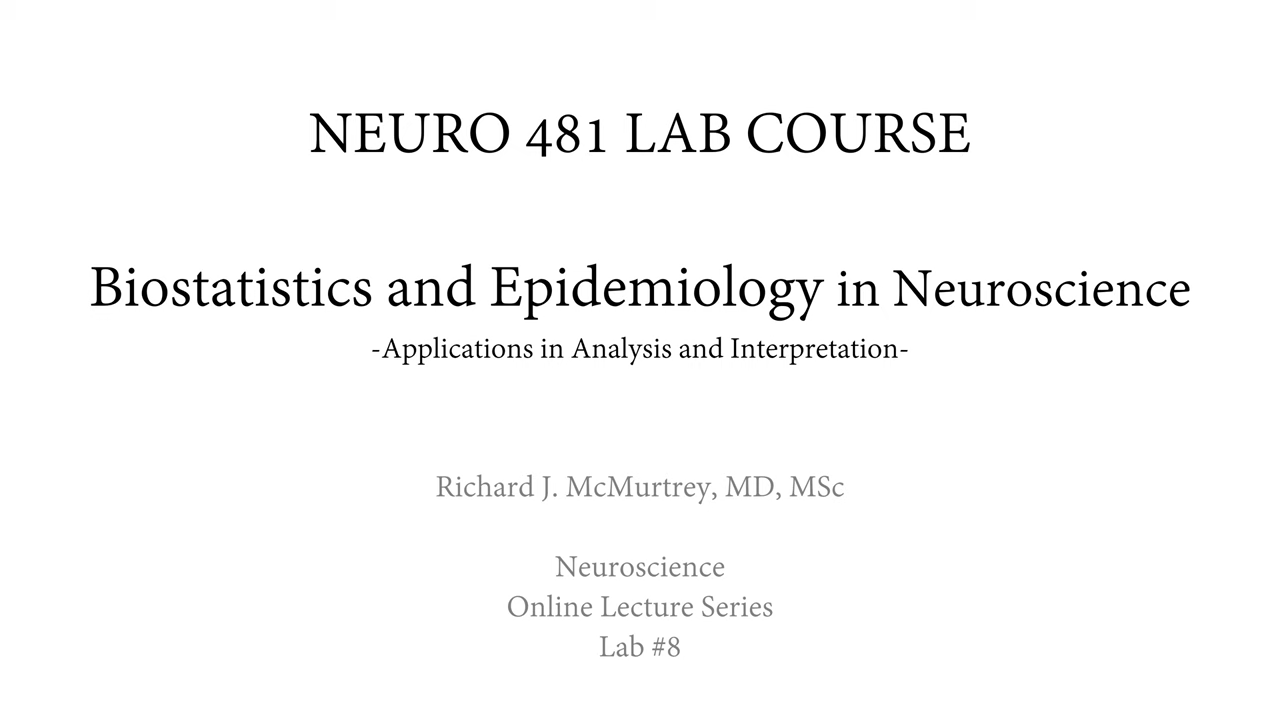 NEURO 481 LAB COURSE
Biostatistics and Epidemiology in Neuroscience
-Applications in Analysis and Interpretation-
Richard J. McMurtrey, MD, MSc
Neuroscience
Online Lecture Series
Lab #8